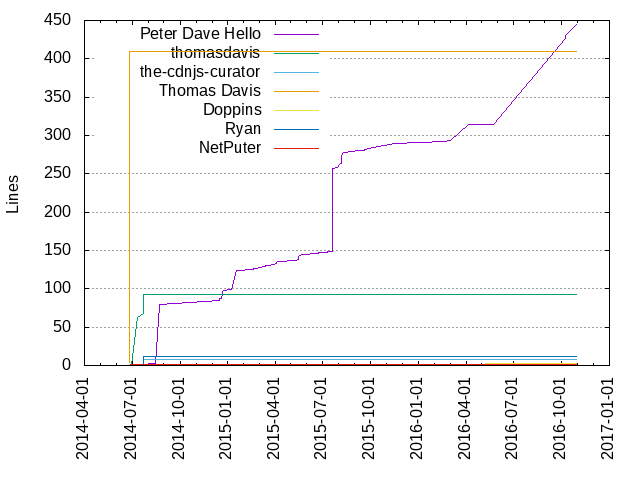 450
400
350
300
250
200
150
100
50
0
Lines
Peter Dave Hello
thomasdavis
the-cdnjs-curator
Thomas Davis
Doppins
Ryan
NetPuter
2014-04-01
2014-07-01
2014-10-01
2015-01-01
2015-04-01
2015-07-01
2015-10-01
2016-01-01
2016-04-01
2016-07-01
2016-10-01
2017-01-01